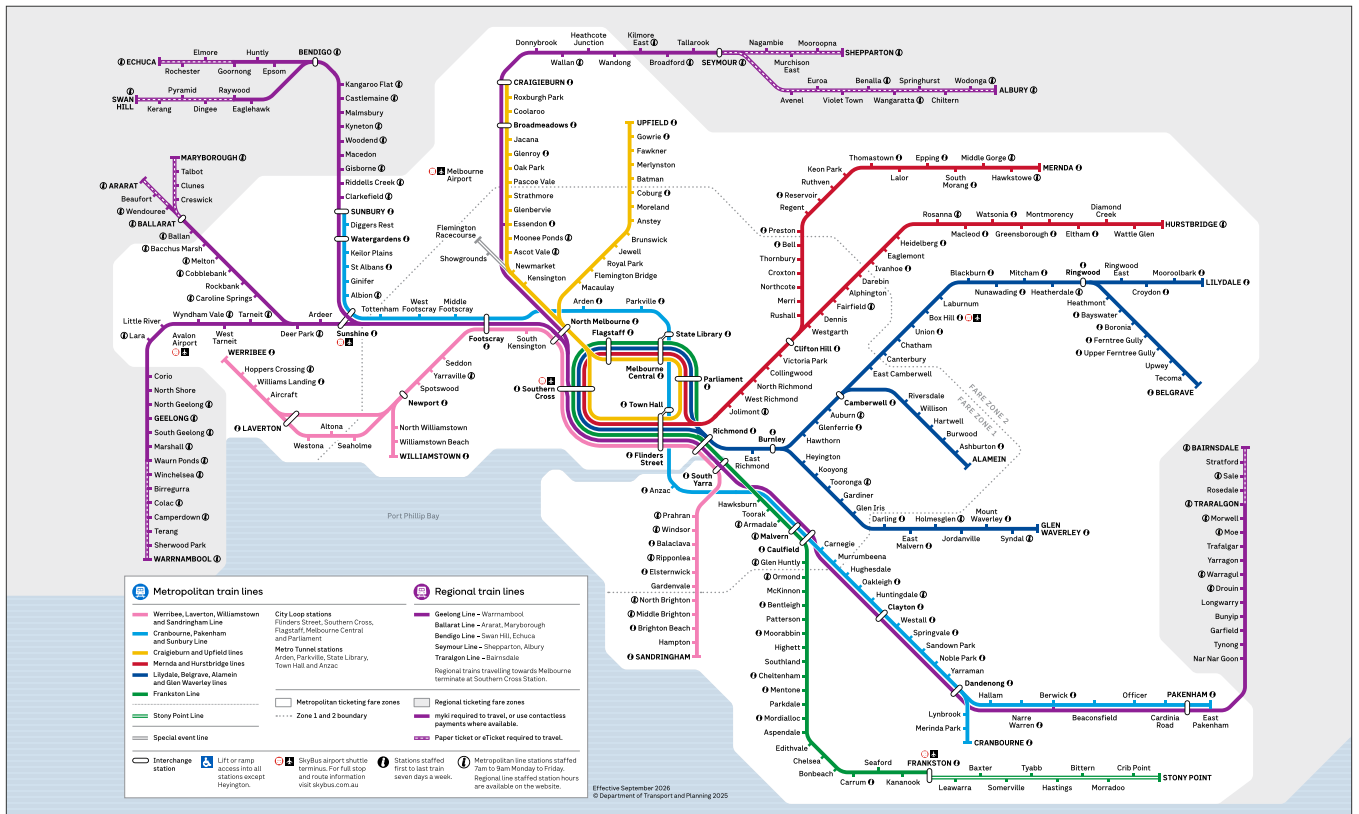 ECHUCA
Elmore
Huntly
BENDIGO
Rochester
Goornong
Epsom
SWAN
HILL
Pyramid
Raywood
Kerang
Dingee
Eaglehawk
Kangaroo Flat
Castlemaine
Malmsbury
Kyneton
Woodend
Macedon
Gisborne
Riddells Creek
Clarkefield
SUNBURY
Diggers Rest
Watergardens
Keilor Plains
St Albans
Ginifer
Albion
MARYBOROUGH
Talbot
Clunes
Creswick
ARARAT
Beaufort
Wendouree
BALLARAT
Ballan
Bacchus Marsh
Melton
Cobblebank
Rockbank
Caroline Springs
Little River
Wyndham Vale
Tarneit
Ardeer
Lara
Avalon
Airport
West
Tarneit
Deer Park
Sunshine
Tottenham
West
Footscray
Middle
Footscray
Footscray
South
Kensington
Corio
North Shore
North Geelong
GEELONG
South Geelong
Marshall
Waurn Ponds
Winchelsea
Birregurra
Colac
Camperdown
Terang
Sherwood Park
WARRNAMBOOL
WERRIBEE
Hoppers Crossing
Williams Landing
Aircraft
LAVERTON
Westona
Altona
Seaholme
Seddon
Yarraville
Spotswood
Newport
North Williamstown
Williamstown Beach
WILLIAMSTOWN
Donnybrook
Heathcote
Junction
Kilmore
East
Tallarook
Wallan
Wandong
Broadford
SEYMOUR
Nagambie
Mooroopna
SHEPPARTON
Murchison
East
Euroa
Benalla
Springhurst
Wodonga
ALBURY
Avenel
Violet Town
Wangaratta
Chiltern
CRAIGIEBURN
Roxburgh Park
Coolaroo
Broadmeadows
Jacana
Glenroy
Oak Park
Pascoe Vale
Strathmore
Glenbervie
Essendon
Moonee Ponds
Ascot Vale
Newmarket
Kensington
Melbourne
Airport
Flemington
Racecourse
Showgrounds
UPFIELD
Gowrie
Fawkner
Merlynston
Batman
Coburg
Moreland
Anstey
Brunswick
Jewell
Royal Park
Flemington Bridge
Macaulay
Arden
Parkville
North Melbourne
Flagstaff
State Library
Melbourne
Central
Parliament
Southern
Cross
Town Hall
Flinders
Street
Richmond
South
Yarra
Anzac
East
Richmond
Burnley
MERNDA
Hawkstowe
Middle Gorge
South
Morang
Epping
Lalor
Thomastown
Keon Park
Ruthven
Reservoir
Regent
Preston
Bell
Thornbury
Croxton
Northcote
Merri
Rushall
HURSTBRIDGE
Wattle Glen
Diamond
Creek
Eltham
Montmorency
Greensborough
Watsonia
Macleod
Rosanna
Heidelberg
Eaglemont
Ivanhoe
Darebin
Alphington
Fairfield
Dennis
Westgarth
Clifton Hill
Victoria Park
Collingwood
North Richmond
West Richmond
Jolimont
LILYDALE
Mooroolbark
Croydon
Ringwood
East
Ringwood
Heatherdale
Mitcham
Nunawading
Blackburn
Laburnum
Box Hill
Union
Chatham
Canterbury
East Camberwell
Camberwell
Auburn
Glenferrie
Hawthorn
Heathmont
Bayswater
Boronia
Ferntree Gully
Upper Ferntree Gully
Upwey
Tecoma
BELGRAVE
Riversdale
Willison
Hartwell
Burwood
Ashburton
ALAMEIN
FARE ZONE 2
FARE ZONE 1
Heyington
Kooyong
Tooronga
Gardiner
Glen Iris
Darling
East
Malvern
Holmesglen
Jordanville
Mount
Waverley
Syndal
GLEN
WAVERLEY
Prahran
Windsor
Balaclava
Ripponlea
Elsternwick
Gardenvale
North Brighton
Middle Brighton
Brighton Beach
Hampton
SANDRINGHAM
Hawksburn
Toorak
Armadale
Malvern
Caulfield
Glen Huntly
Ormond
McKinnon
Bentleigh
Patterson
Moorabbin
Highett
Southland
Cheltenham
Mentone
Parkdale
Mordialloc
Aspendale
Edithvale
Chelsea
Bonbeach
Carrum
Seaford
Kananook
FRANKSTON
Leawarra
Baxter
Somerville
Tyabb
Hastings
Bittern
Morradoo
Crib Point
STONY POINT
Carnegie
Murrumbeena
Hughesdale
Oakleigh
Huntingdale
Clayton
Westall
Springvale
Sandown Park
Noble Park
Yarraman
Dandenong
Lynbrook
Merinda Park
CRANBOURNE
Hallam
Narre
Warren
Berwick
Beaconsfield
Officer
Cardinia
Road
PAKENHAM
East
Pakenham
BAIRNSDALE
Stratford
Sale
Rosedale
TRARALGON
Morwell
Moe
Trafalgar
Yarragon
Warragul
Drouin
Longwarry
Bunyip
Garfield
Tynong
Nar Nar Goon
Port Phillip Bay
Metropolitan train lines
Werribee, Laverton, Williamstown
and Sandringham Line
Cranbourne, Pakenham
and Sunbury Line
Craigieburn and Upfield lines
Mernda and Hurstbridge lines
Lilydale, Belgrave, Alamein
and Glen Waverley lines
Frankston Line
Stony Point Line
Special event line
City Loop stations
Flinders Street, Southern Cross,
Flagstaff, Melbourne Central
and Parliament
Metro Tunnel stations
Arden, Parkville, State Library,
Town Hall and Anzac
Metropolitan ticketing fare zones
Zone 1 and 2 boundary
Regional train lines
Geelong Line – Warrnambool
Ballarat Line – Ararat, Maryborough
Bendigo Line – Swan Hill, Echuca
Seymour Line – Shepparton, Albury
Traralgon Line – Bairnsdale
Regional trains travelling towards Melbourne
terminate at Southern Cross Station.
Regional ticketing fare zones
myki required to travel, or use contactless
payments where available.
Paper ticket or eTicket required to travel.
Interchange
station
Lift or ramp
access into all
stations except
Heyington.
SkyBus airport shuttle
terminus. For full stop
and route information
visit skybus.com.au
Stations staffed
first to last train
seven days a week.
Metropolitan line stations staffed
7am to 9am Monday to Friday.
Regional line staffed station hours
are available on the website.
Effective September 2026
© Department of Transport and Planning 2025